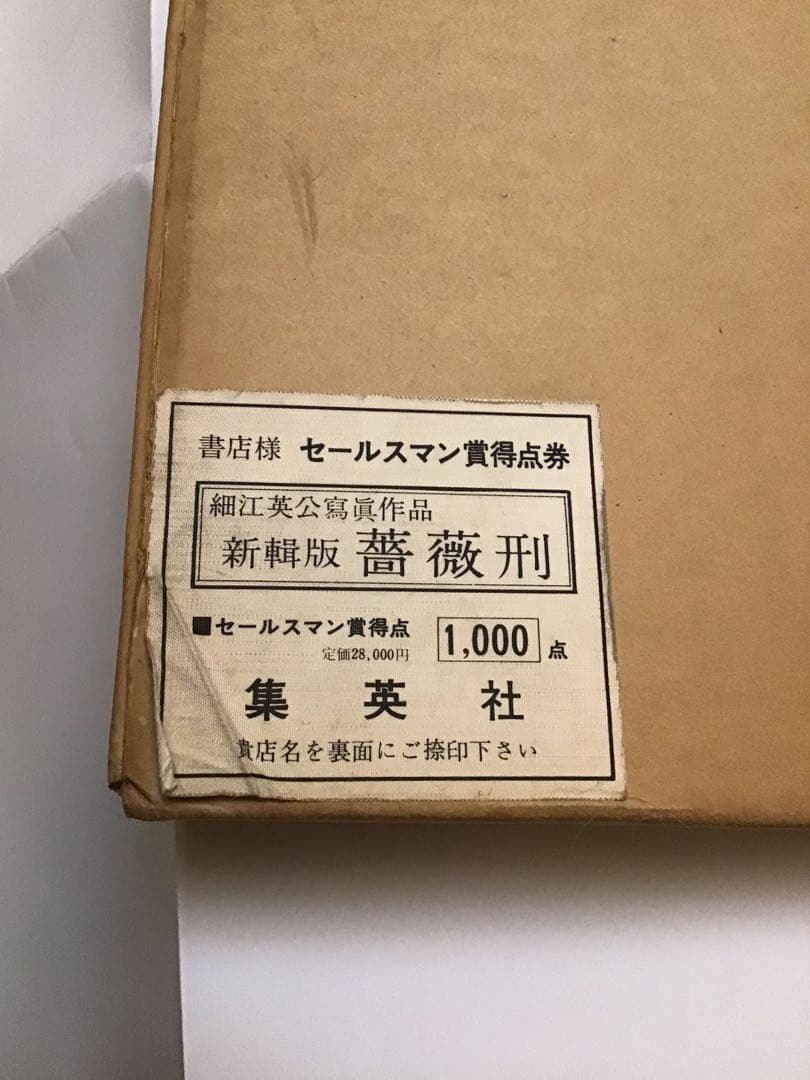 書店様 セールスマン賞得点券
細江英公寫眞作品
新輯版 薔薇刑
■セールスマン賞得点 1,000 点
定価28,000円
集英社
貴店名を裏面にご捺印下さい